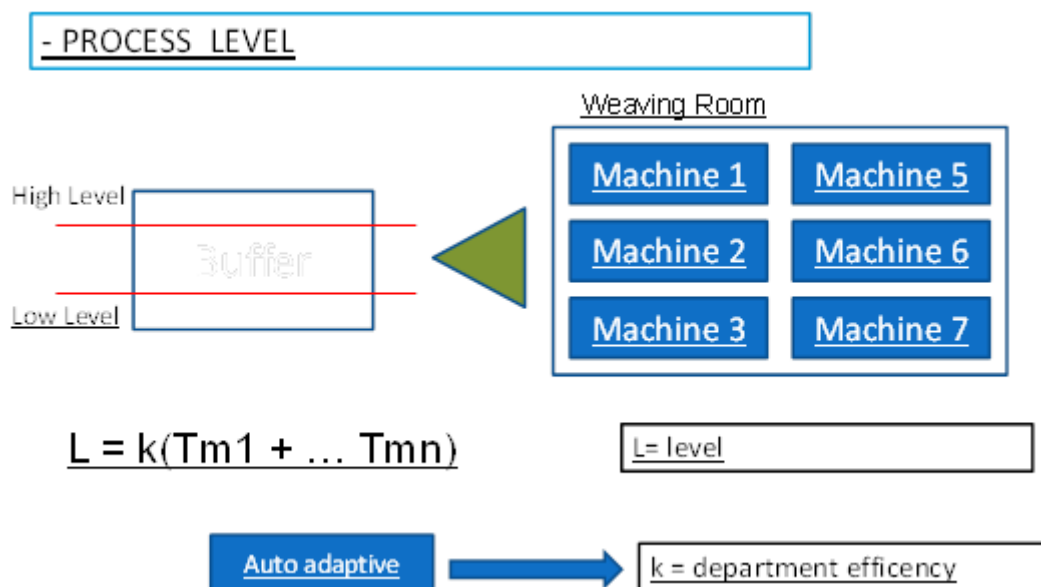 - PROCESS LEVEL
Weaving Room
High Level
Buffer
Low Level
Machine 1
Machine 5
Machine 2
Machine 6
Machine 3
Machine 7
L = k(Tm1 + ... Tmn)
L= level
Auto adaptive
k = department efficency